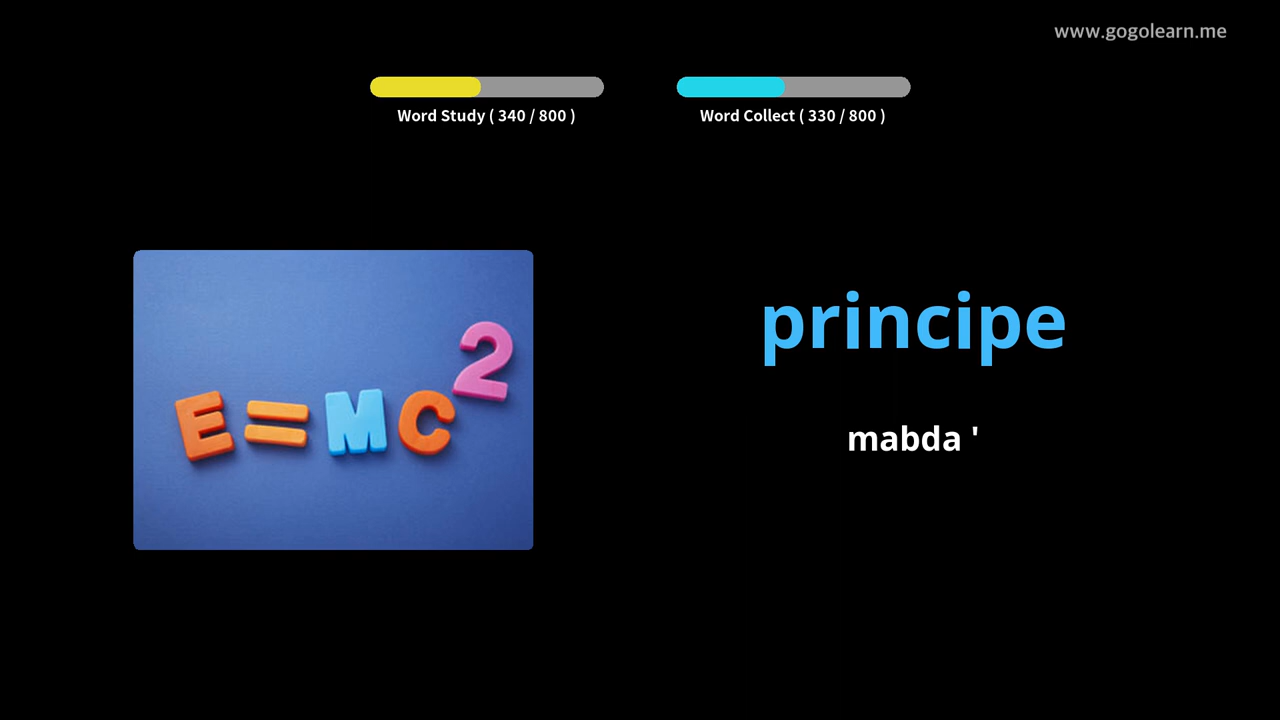 www.gogolearn.me
Word Study ( 340 / 800 )
Word Collect ( 330 / 800 )
E=MC2
principe
mabda '